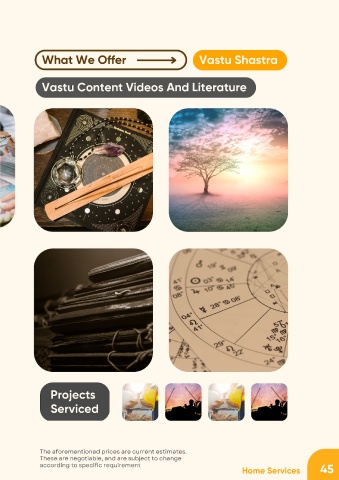 What We Offer
Vastu Shastra
Vastu Content Videos And Literature
Projects
Serviced
The aforementioned prices are current estimates.
These are negotiable, and are subject to change
according to specific requirement
Home Services
45